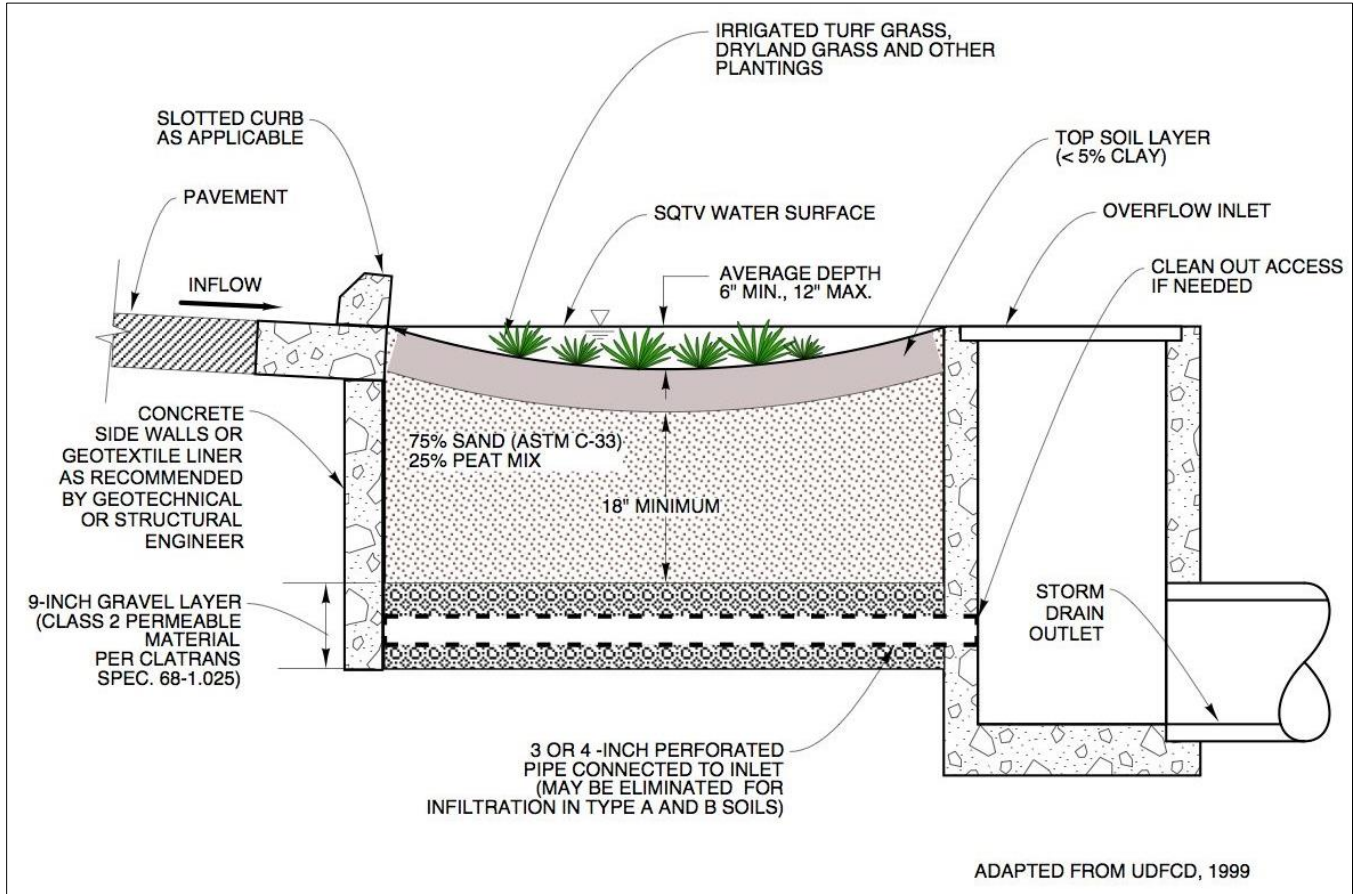 IRRIGATED TURF GRASS,
DRYLAND GRASS AND OTHER
PLANTINGS
SLOTTED CURB
AS APPLICABLE
TOP SOIL LAYER
(< 5% CLAY)
PAVEMENT
SQTV WATER SURFACE
OVERFLOW INLET
INFLOW
AVERAGE DEPTH
6" MIN., 12" MAX.
CLEAN OUT ACCESS
IF NEEDED
CONCRETE
SIDE WALLS OR
GEOTEXTILE LINER
AS RECOMMENDED
BY GEOTECHNICAL
OR STRUCTURAL
ENGINEER
75% SAND (ASTM C-33)
25% PEAT MIX
18" MINIMUM
9-INCH GRAVEL LAYER
(CLASS 2 PERMEABLE
MATERIAL
PER CLATRANS
SPEC. 68-1.025)
STORM
DRAIN
OUTLET
3 OR 4 -INCH PERFORATED
PIPE CONNECTED TO INLET
(MAY BE ELIMINATED FOR
INFILTRATION IN TYPE A AND B SOILS)
ADAPTED FROM UDFCD, 1999